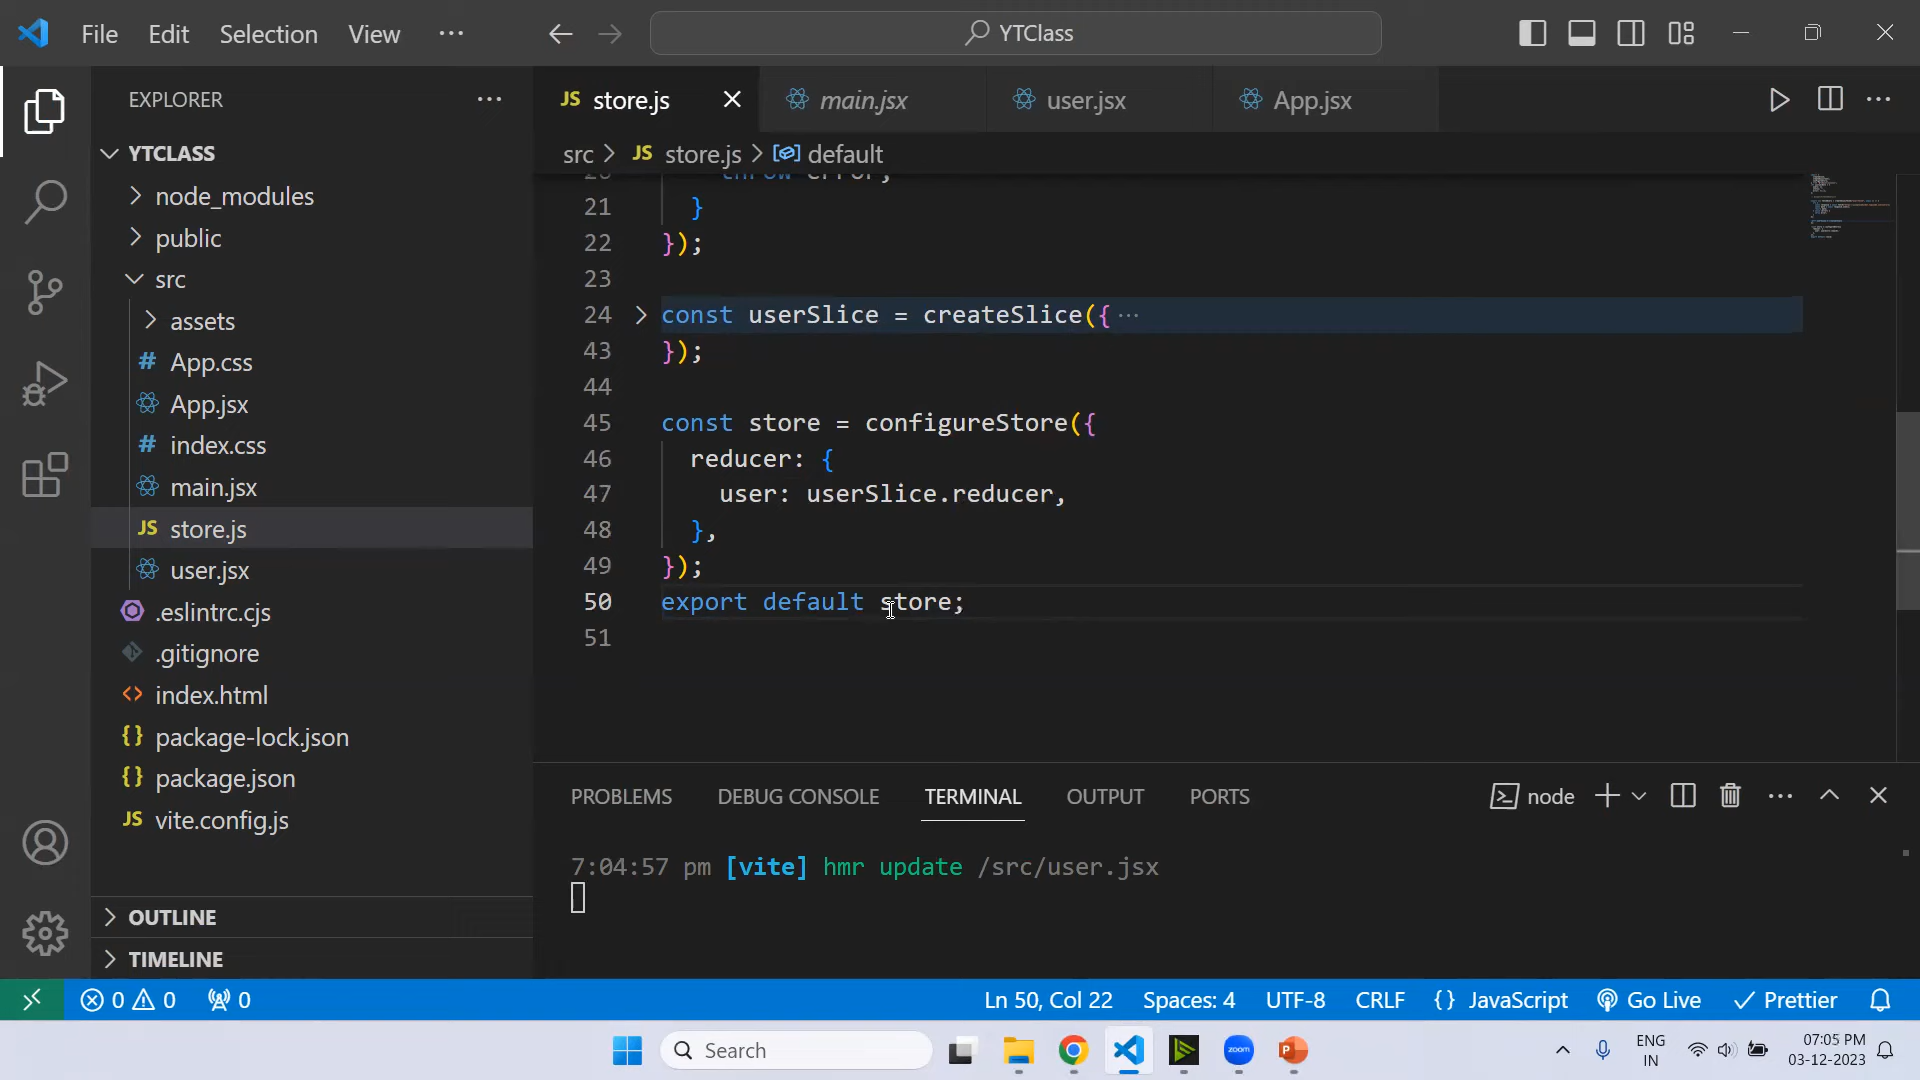 File Edit Selection View ···
YTClass
EXPLORER ···
YTCLASS
node_modules
public
src
assets
# App.css
App.jsx
# index.css
main.jsx
JS store.js
user.jsx
.eslintrc.cjs
.gitignore
<> index.html
{} package-lock.json
{} package.json
JS vite.config.js
OUTLINE
TIMELINE
JS store.js main.jsx user.jsx App.jsx ···
src > JS store.js > default
20 throw error;
21 }
22 });
23
24 > const userSlice = createSlice({ ···
43 });
44
45 const store = configureStore({
46 reducer: {
47 user: userSlice.reducer,
48 },
49 });
50 export default store;
51
PROBLEMS DEBUG CONSOLE TERMINAL OUTPUT PORTS node ···
7:04:57 pm [vite] hmr update /src/user.jsx
0 0 0 Ln 50, Col 22 Spaces: 4 UTF-8 CRLF {} JavaScript Go Live Prettier
Search zoom P ENG IN 07:05 PM 03-12-2023